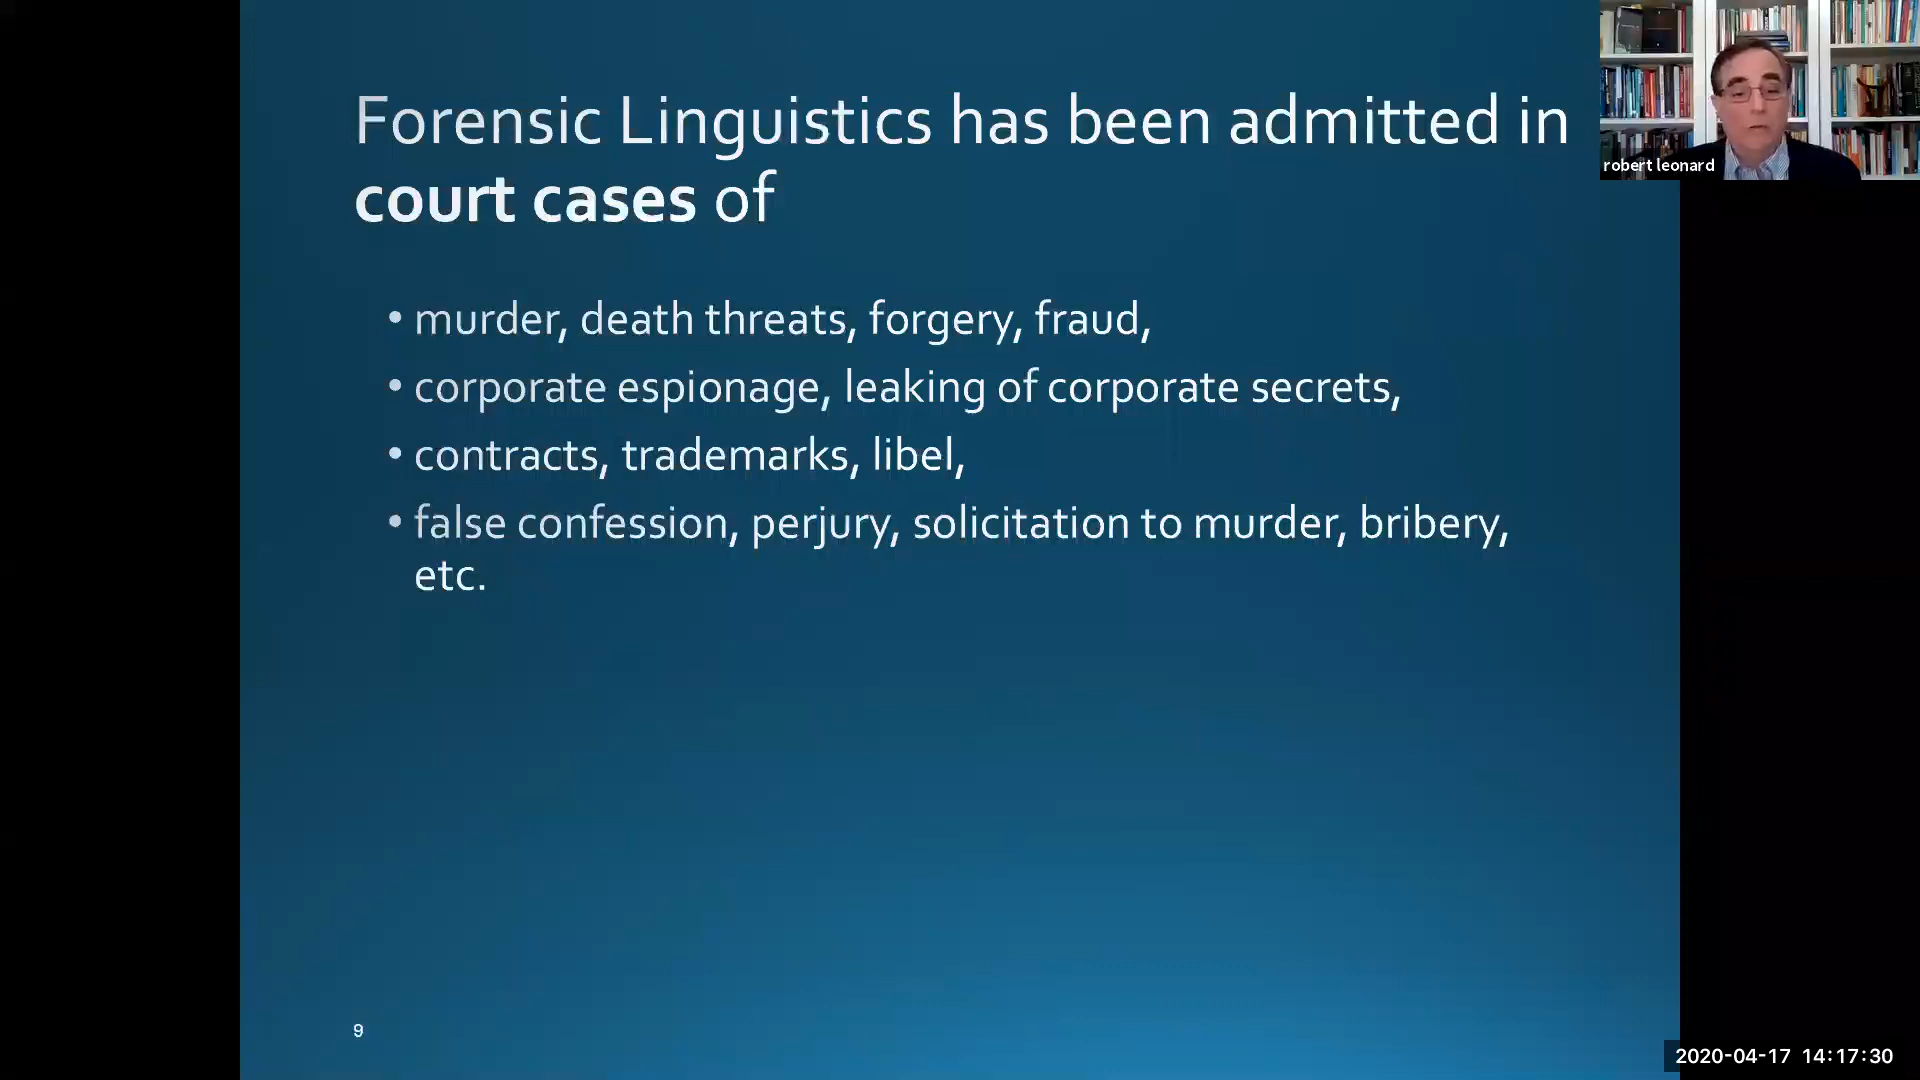 Forensic Linguistics has been admitted in
court cases of
• murder, death threats, forgery, fraud,
• corporate espionage, leaking of corporate secrets,
• contracts, trademarks, libel,
• false confession, perjury, solicitation to murder, bribery,
etc.
9
robert leonard
2020-04-17 14:17:30